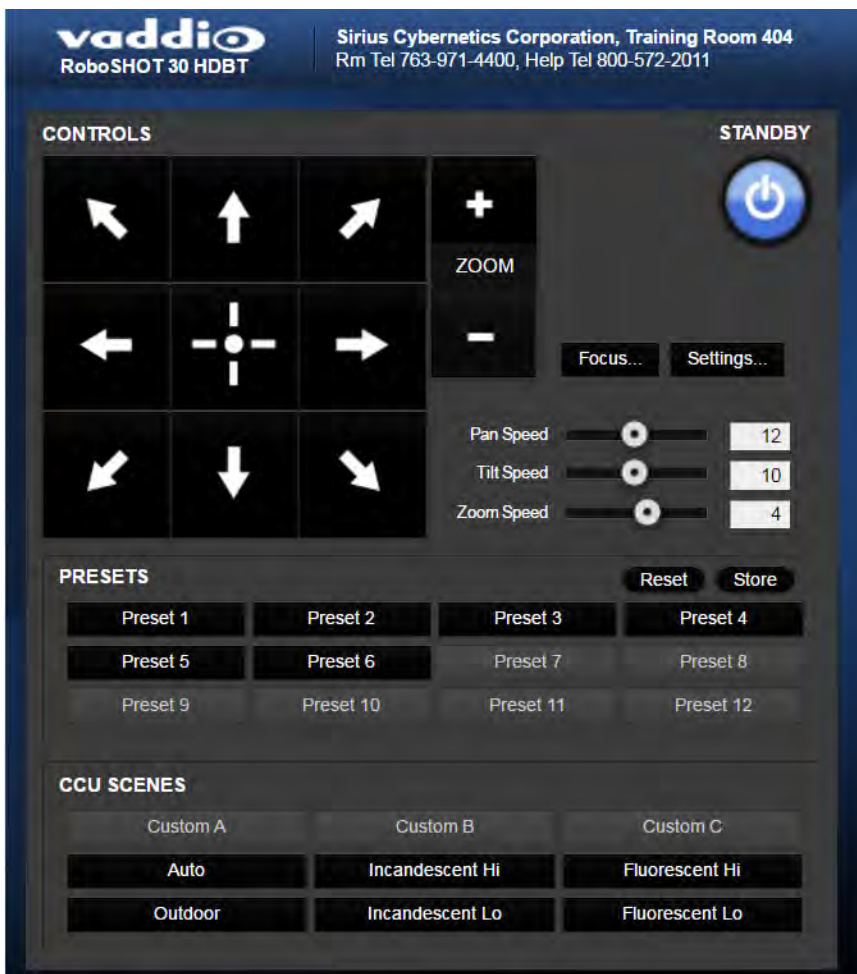 vaddio
RoboSHOT 30 HDBT
Sirius Cybernetics Corporation, Training Room 404
Rm Tel 763-971-4400, Help Tel 800-572-2011
CONTROLS
STANDBY
+
ZOOM
-
Focus... Settings...
Pan Speed 12
Tilt Speed 10
Zoom Speed 4
PRESETS Reset Store
Preset 1 Preset 2 Preset 3 Preset 4
Preset 5 Preset 6 Preset 7 Preset 8
Preset 9 Preset 10 Preset 11 Preset 12
CCU SCENES
Custom A Custom B Custom C
Auto Incandescent Hi Fluorescent Hi
Outdoor Incandescent Lo Fluorescent Lo